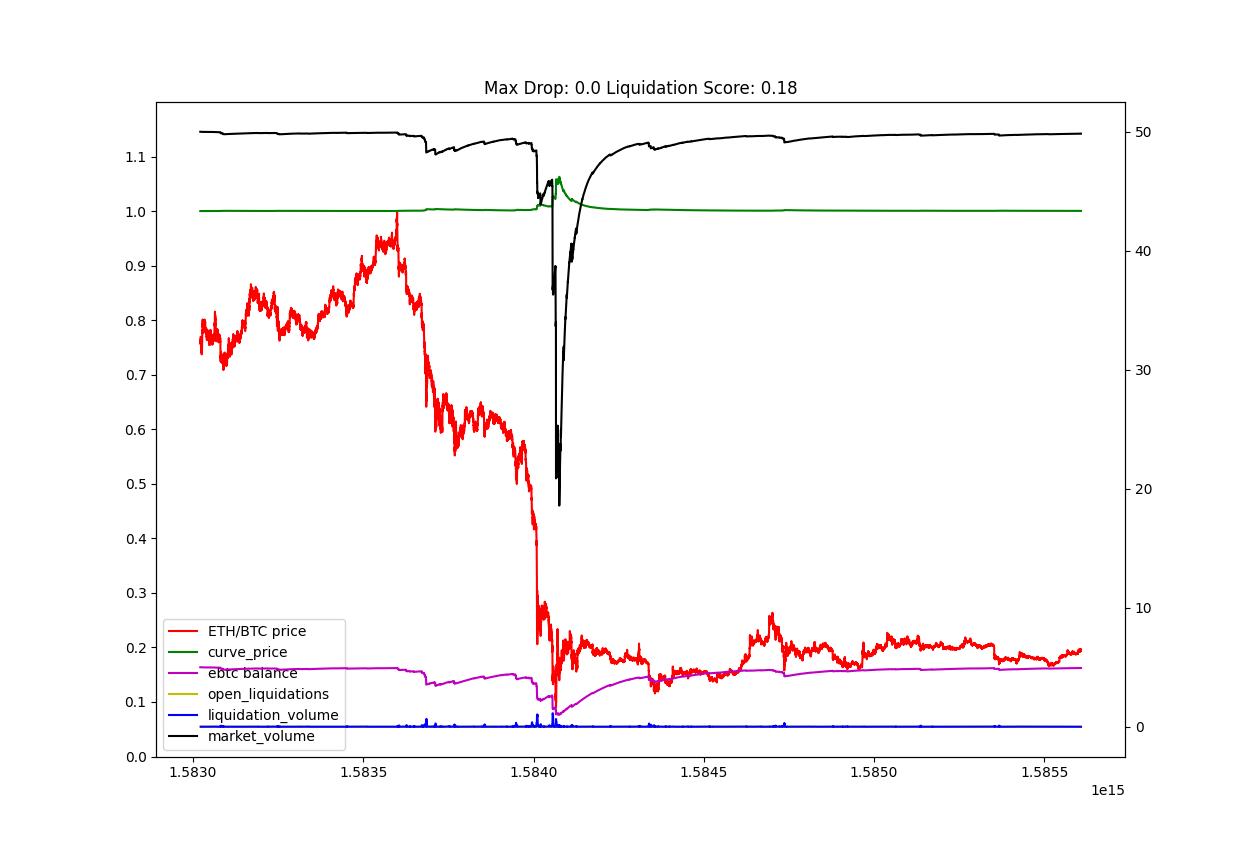 Max Drop: 0.0 Liquidation Score: 0.18
1.1
1.0
0.9
0.8
0.7
0.6
0.5
0.4
0.3
0.2
0.1
0.0
50
40
30
20
10
0
ETH/BTC price
curve_price
ebtc balance
open_liquidations
liquidation_volume
market_volume
1.5830 1.5835 1.5840 1.5845 1.5850 1.5855
1e15